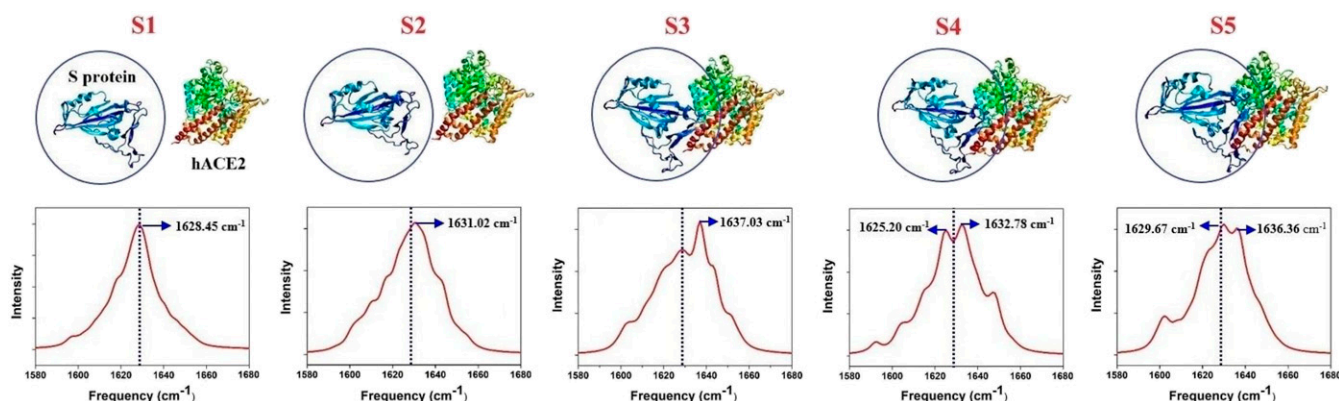 S1 S2 S3 S4 S5
S protein
hACE2
1628.45 cm⁻¹
1631.02 cm⁻¹
1637.03 cm⁻¹
1625.20 cm⁻¹ 1632.78 cm⁻¹
1629.67 cm⁻¹ 1636.36 cm⁻¹
Intensity Intensity Intensity Intensity Intensity
1580 1600 1620 1640 1660 1680 1580 1600 1620 1640 1660 1680 1580 1600 1620 1640 1660 1680 1580 1600 1620 1640 1660 1680 1580 1600 1620 1640 1660 1680
Frequency (cm⁻¹) Frequency (cm⁻¹) Frequency (cm⁻¹) Frequency (cm⁻¹) Frequency (cm⁻¹)